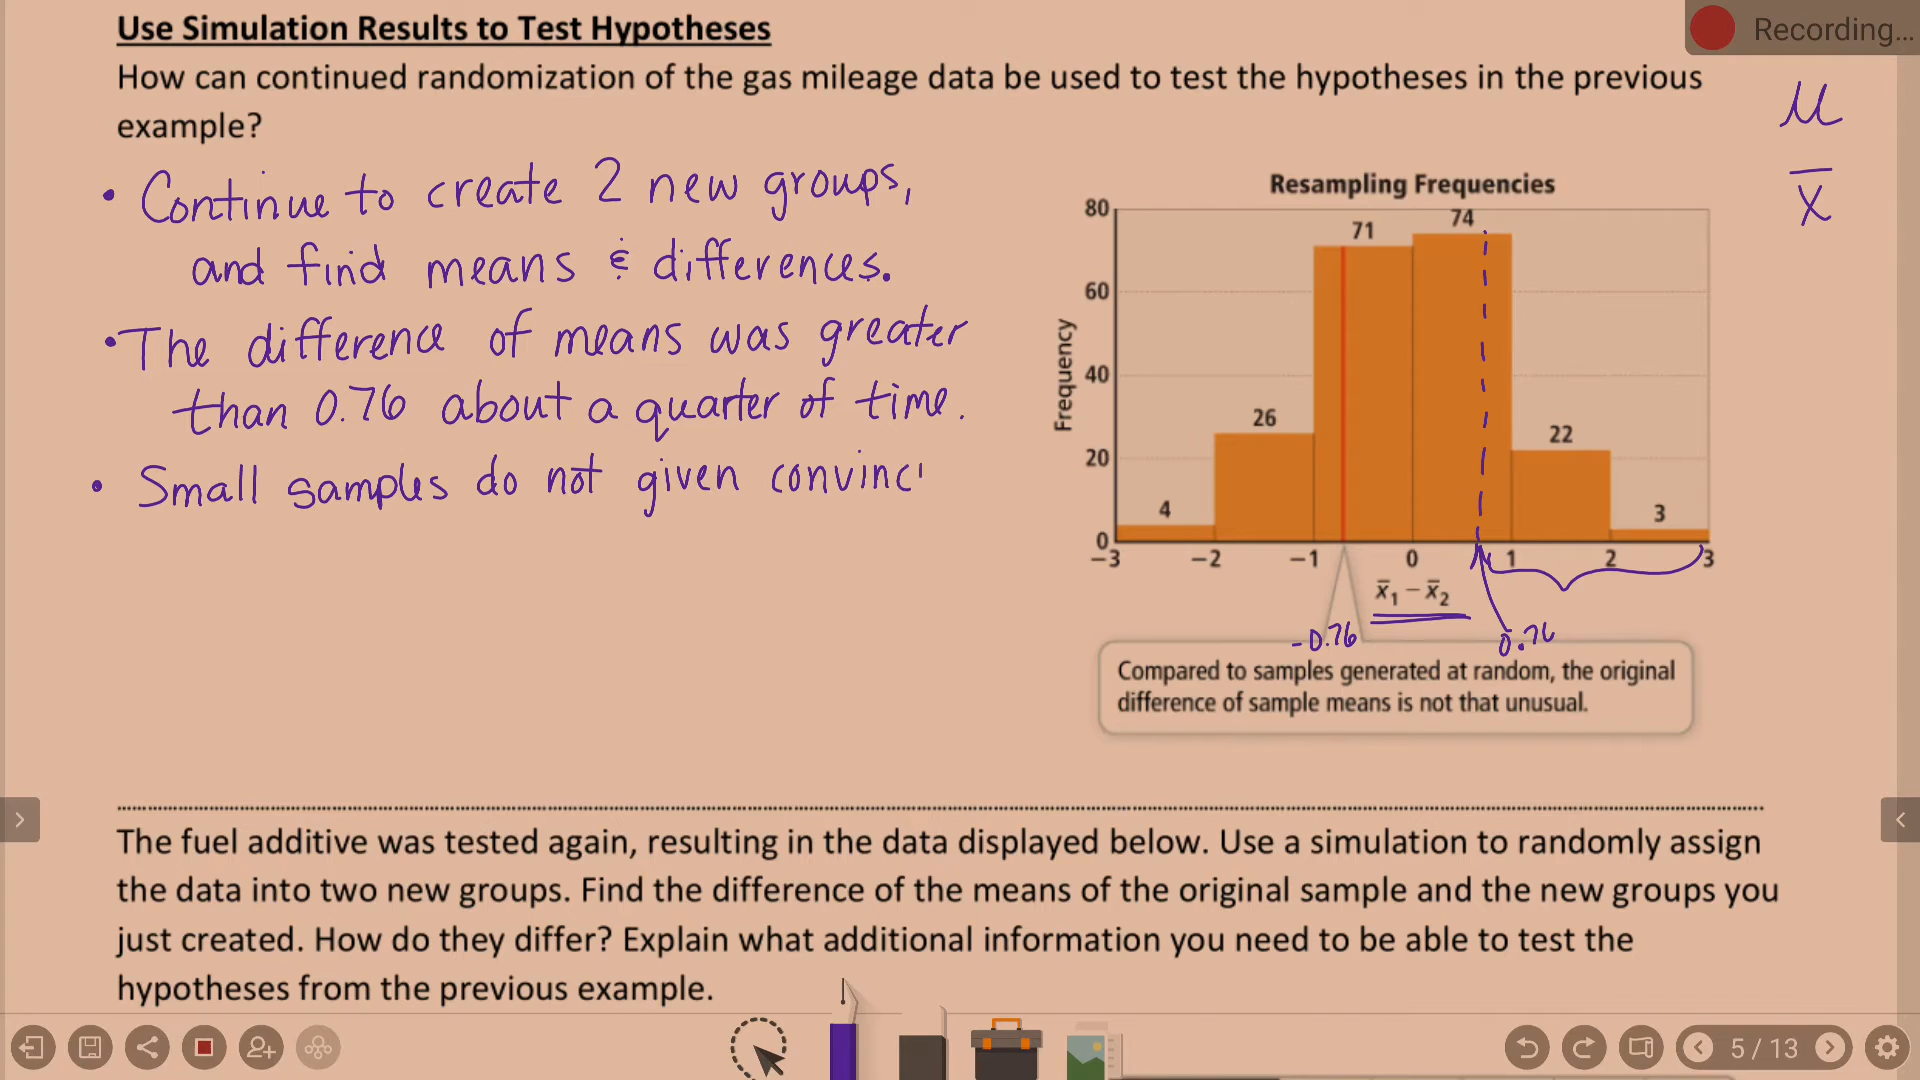 Use Simulation Results to Test Hypotheses
Recording...
How can continued randomization of the gas mileage data be used to test the hypotheses in the previous
example?
μ
x̄
• Continue to create 2 new groups,
and find means & differences.
• The difference of means was greater
than 0.76 about a quarter of time.
• Small samples do not given convinc
Resampling Frequencies
Frequency
80
60
40
20
0
4
26
71
74
22
3
−3 −2 −1 0 1 2 3
x̄₁ − x̄₂
-0.76
0.76
Compared to samples generated at random, the original
difference of sample means is not that unusual.
The fuel additive was tested again, resulting in the data displayed below. Use a simulation to randomly assign
the data into two new groups. Find the difference of the means of the original sample and the new groups you
just created. How do they differ? Explain what additional information you need to be able to test the
hypotheses from the previous example.
5 / 13